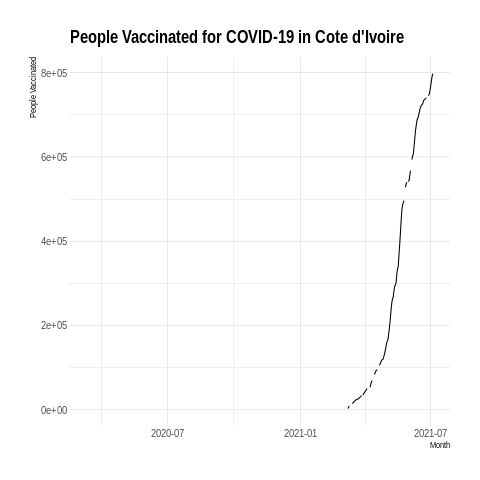 People Vaccinated for COVID-19 in Cote d'Ivoire
People Vaccinated
8e+05
6e+05
4e+05
2e+05
0e+00
2020-07
2021-01
2021-07
Month